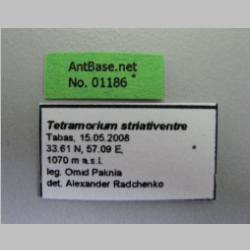 AntBase.net
No. 01186
Tetramorium striativentre
Tabas, 15.05.2008
33.61 N, 57.09 E,
1070 m a.s.l.
leg. Omid Paknia
det. Alexander Radchenko